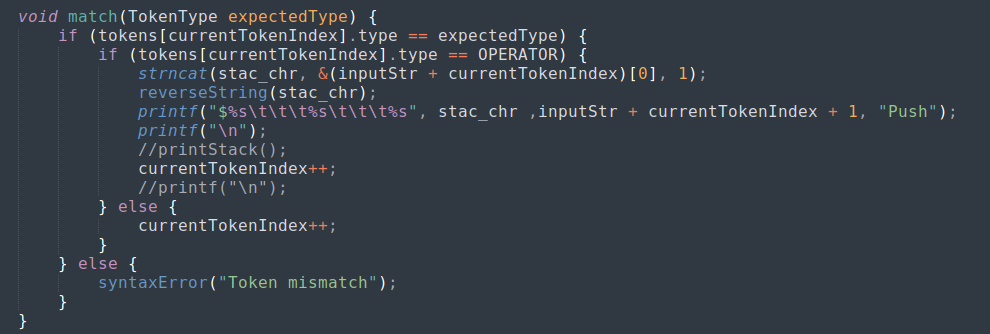 void match(TokenType expectedType) {
    if (tokens[currentTokenIndex].type == expectedType) {
        if (tokens[currentTokenIndex].type == OPERATOR) {
            strncat(stac_chr, &(inputStr + currentTokenIndex)[0], 1);
            reverseString(stac_chr);
            printf("$%s\t\t\t%s\t\t\t%s", stac_chr ,inputStr + currentTokenIndex + 1, "Push");
            printf("\n");
            //printStack();
            currentTokenIndex++;
            //printf("\n");
        } else {
            currentTokenIndex++;
        }
    } else {
        syntaxError("Token mismatch");
    }
}